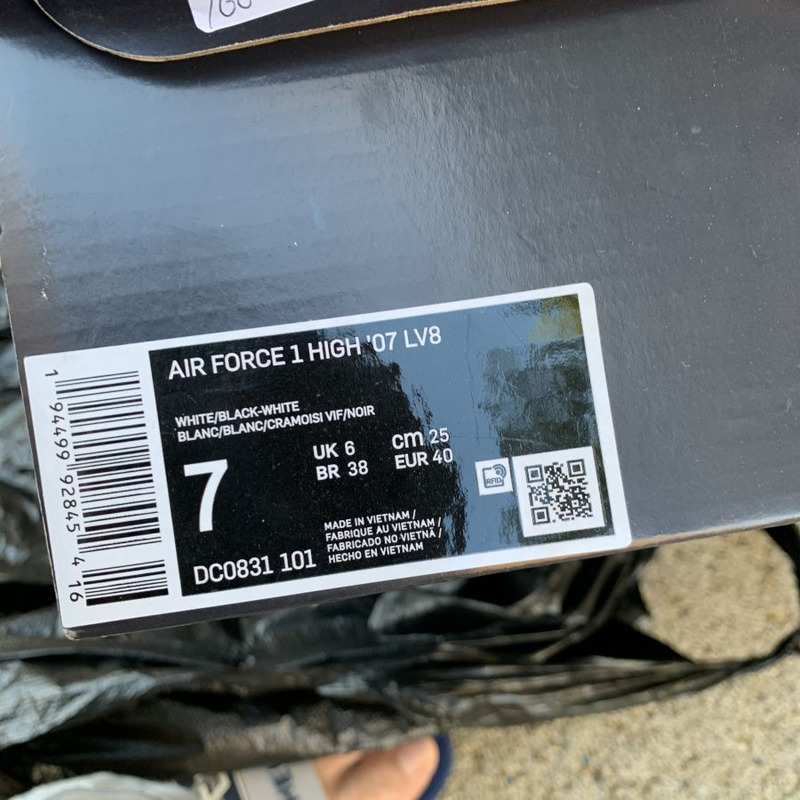 AIR FORCE 1 HIGH '07 LV8
WHITE/BLACK-WHITE
BLANC/BLANC/CRAMOISI VIF/NOIR
7
UK 6
BR 38
cm 25
EUR 40
RFID
MADE IN VIETNAM /
FABRIQUE AU VIETNAM /
FABRICADO NO VIETNÃ /
HECHO EN VIETNAM
DC0831 101
1 94499 92845 4 16